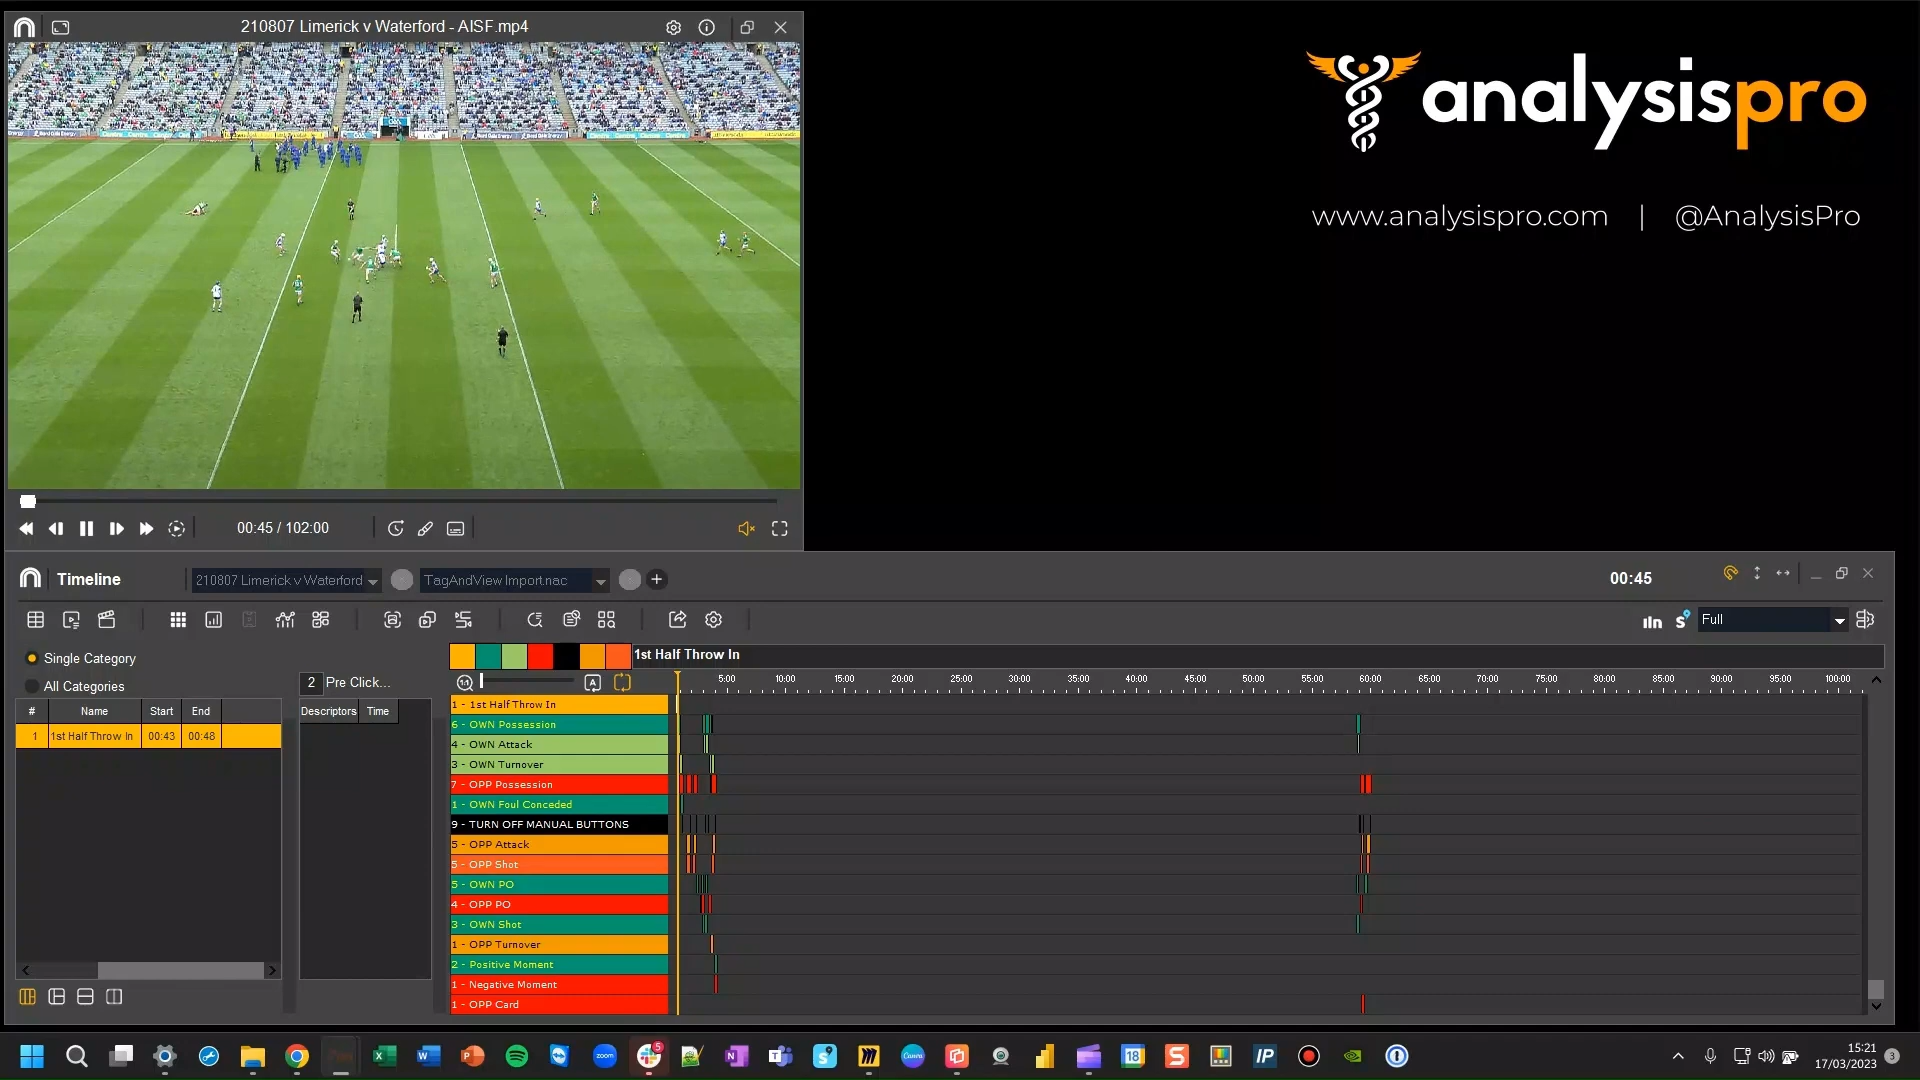 210807 Limerick v Waterford - AISF.mp4
analysispro
www.analysispro.com | @AnalysisPro
00:45 / 102:00
Timeline
210807 Limerick v Waterford
TagAndView Import.nac
00:45
Full
Single Category
All Categories
1st Half Throw In
2 Pre Click...
5:00 10:00 15:00 20:00 25:00 30:00 35:00 40:00 45:00 50:00 55:00 60:00 65:00 70:00 75:00 80:00 85:00 90:00 95:00 100:00
# Name Start End
Descriptors Time
1 1st Half Throw In 00:43 00:48
1 - 1st Half Throw In
6 - OWN Possession
4 - OWN Attack
3 - OWN Turnover
7 - OPP Possession
1 - OWN Foul Conceded
9 - TURN OFF MANUAL BUTTONS
5 - OPP Attack
5 - OPP Shot
5 - OWN PO
4 - OPP PO
3 - OWN Shot
1 - OPP Turnover
2 - Positive Moment
1 - Negative Moment
1 - OPP Card
15:21
17/03/2023
3
5
zoom
18
IP